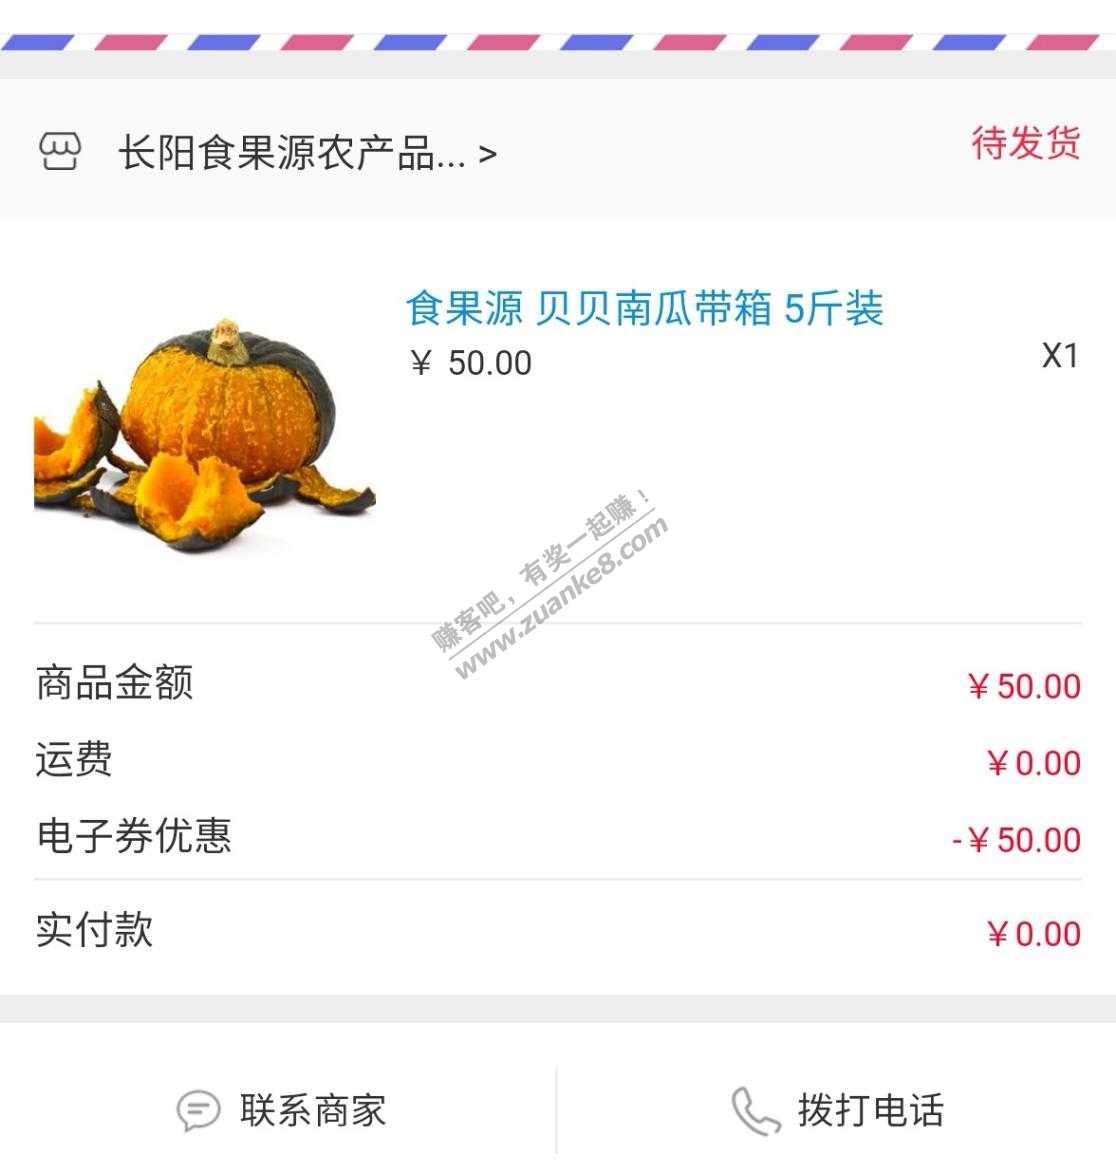 长阳食果源农产品... >
待发货
食果源 贝贝南瓜带箱 5斤装
¥ 50.00
X1
赚客吧，有奖一起赚！
www.zuanke8.com
商品金额
¥50.00
运费
¥0.00
电子券优惠
-¥50.00
实付款
¥0.00
联系商家
拨打电话